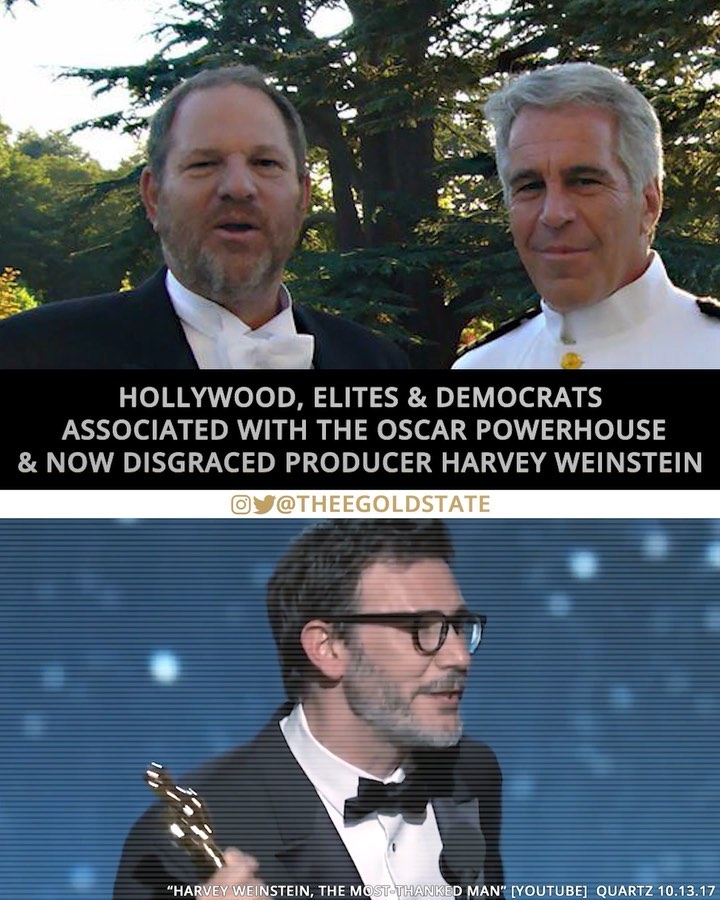 HOLLYWOOD, ELITES & DEMOCRATS
ASSOCIATED WITH THE OSCAR POWERHOUSE
& NOW DISGRACED PRODUCER HARVEY WEINSTEIN
@THEEGOLDSTATE
"HARVEY WEINSTEIN, THE MOST-THANKED MAN" [YOUTUBE] QUARTZ 10.13.17